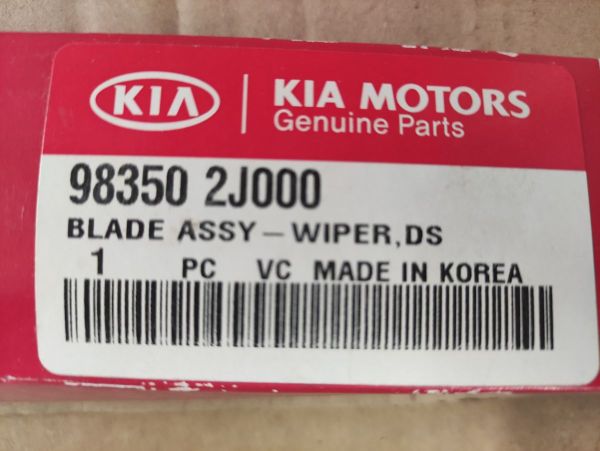 KIA
KIA MOTORS
Genuine Parts
98350 2J000
BLADE ASSY-WIPER,DS
1 PC VC MADE IN KOREA